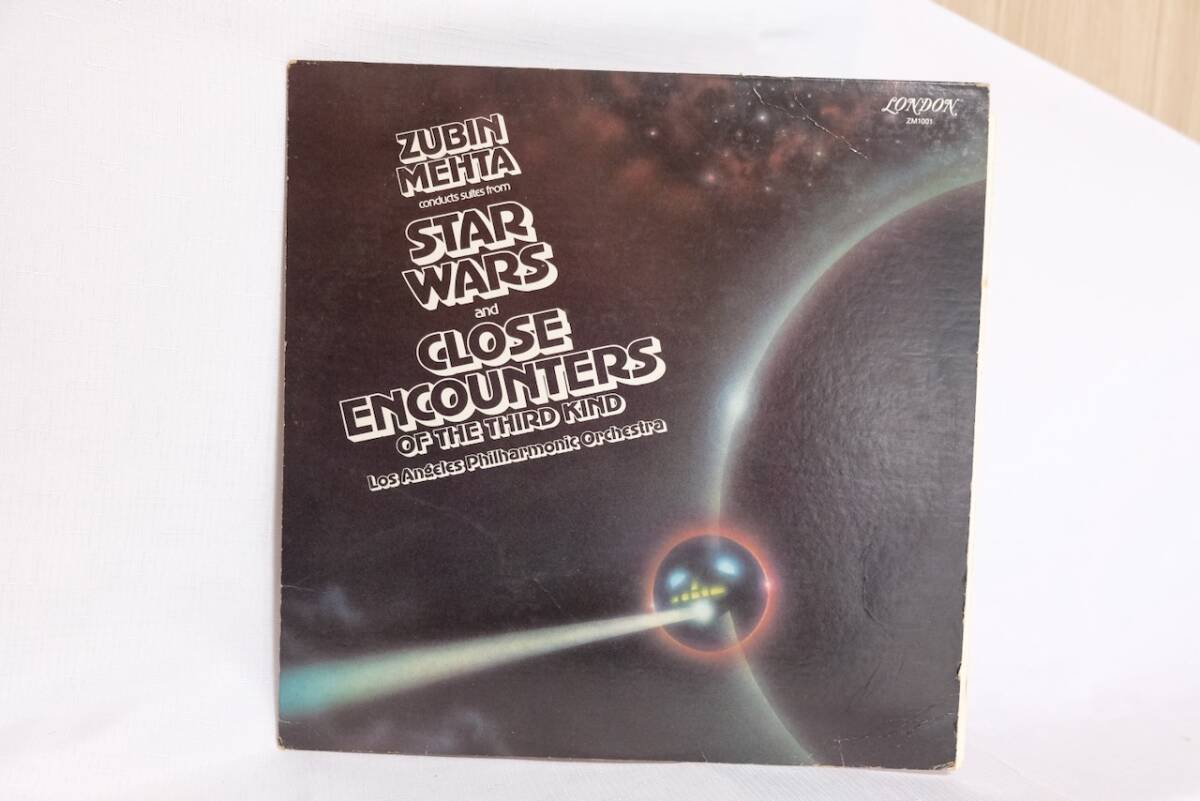 LONDON
ZM1001
ZUBIN
MEHTA
conducts suites from
STAR
WARS
and
CLOSE
ENCOUNTERS
OF THE THIRD KIND
Los Angeles Philharmonic Orchestra